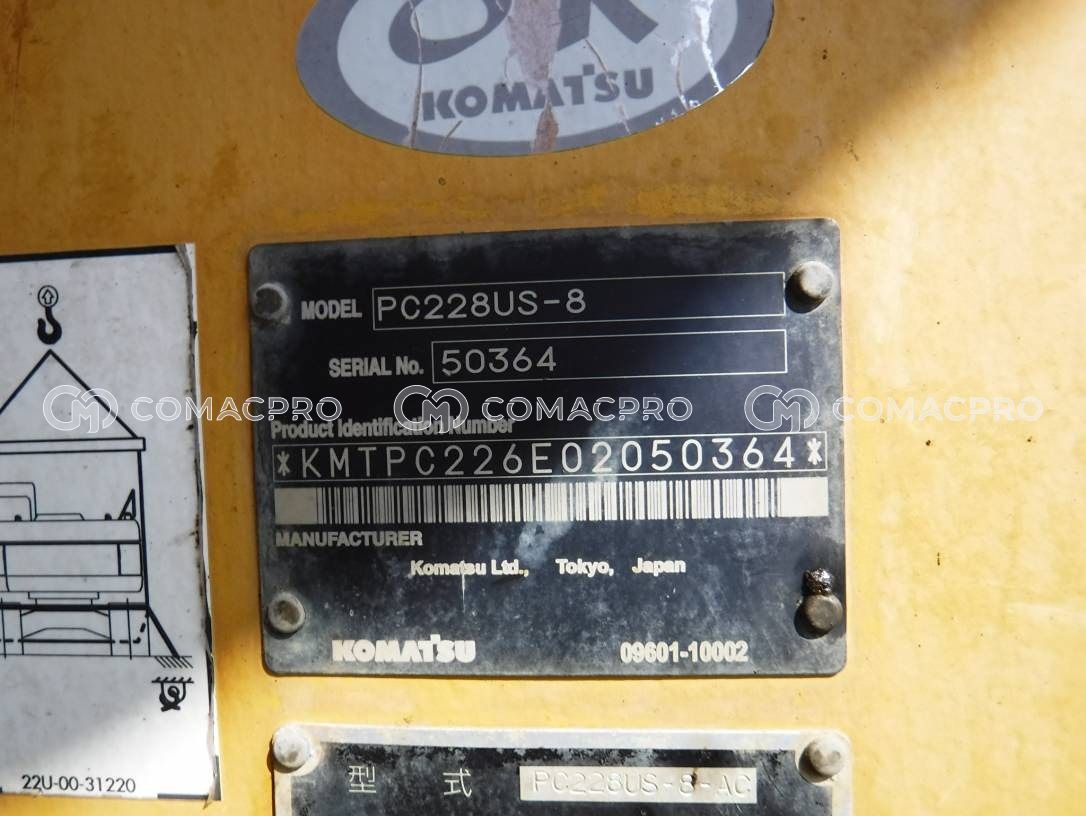 OK
KOMATSU
MODEL PC228US-8
SERIAL No. 50364
COMACPRO COMACPRO COMACPRO
Product Identification Number
*KMTPC226E02050364*
MANUFACTURER
Komatsu Ltd., Tokyo, Japan
KOMATSU 09601-10002
22U-00-31220
型 式 PC228US-8-AC